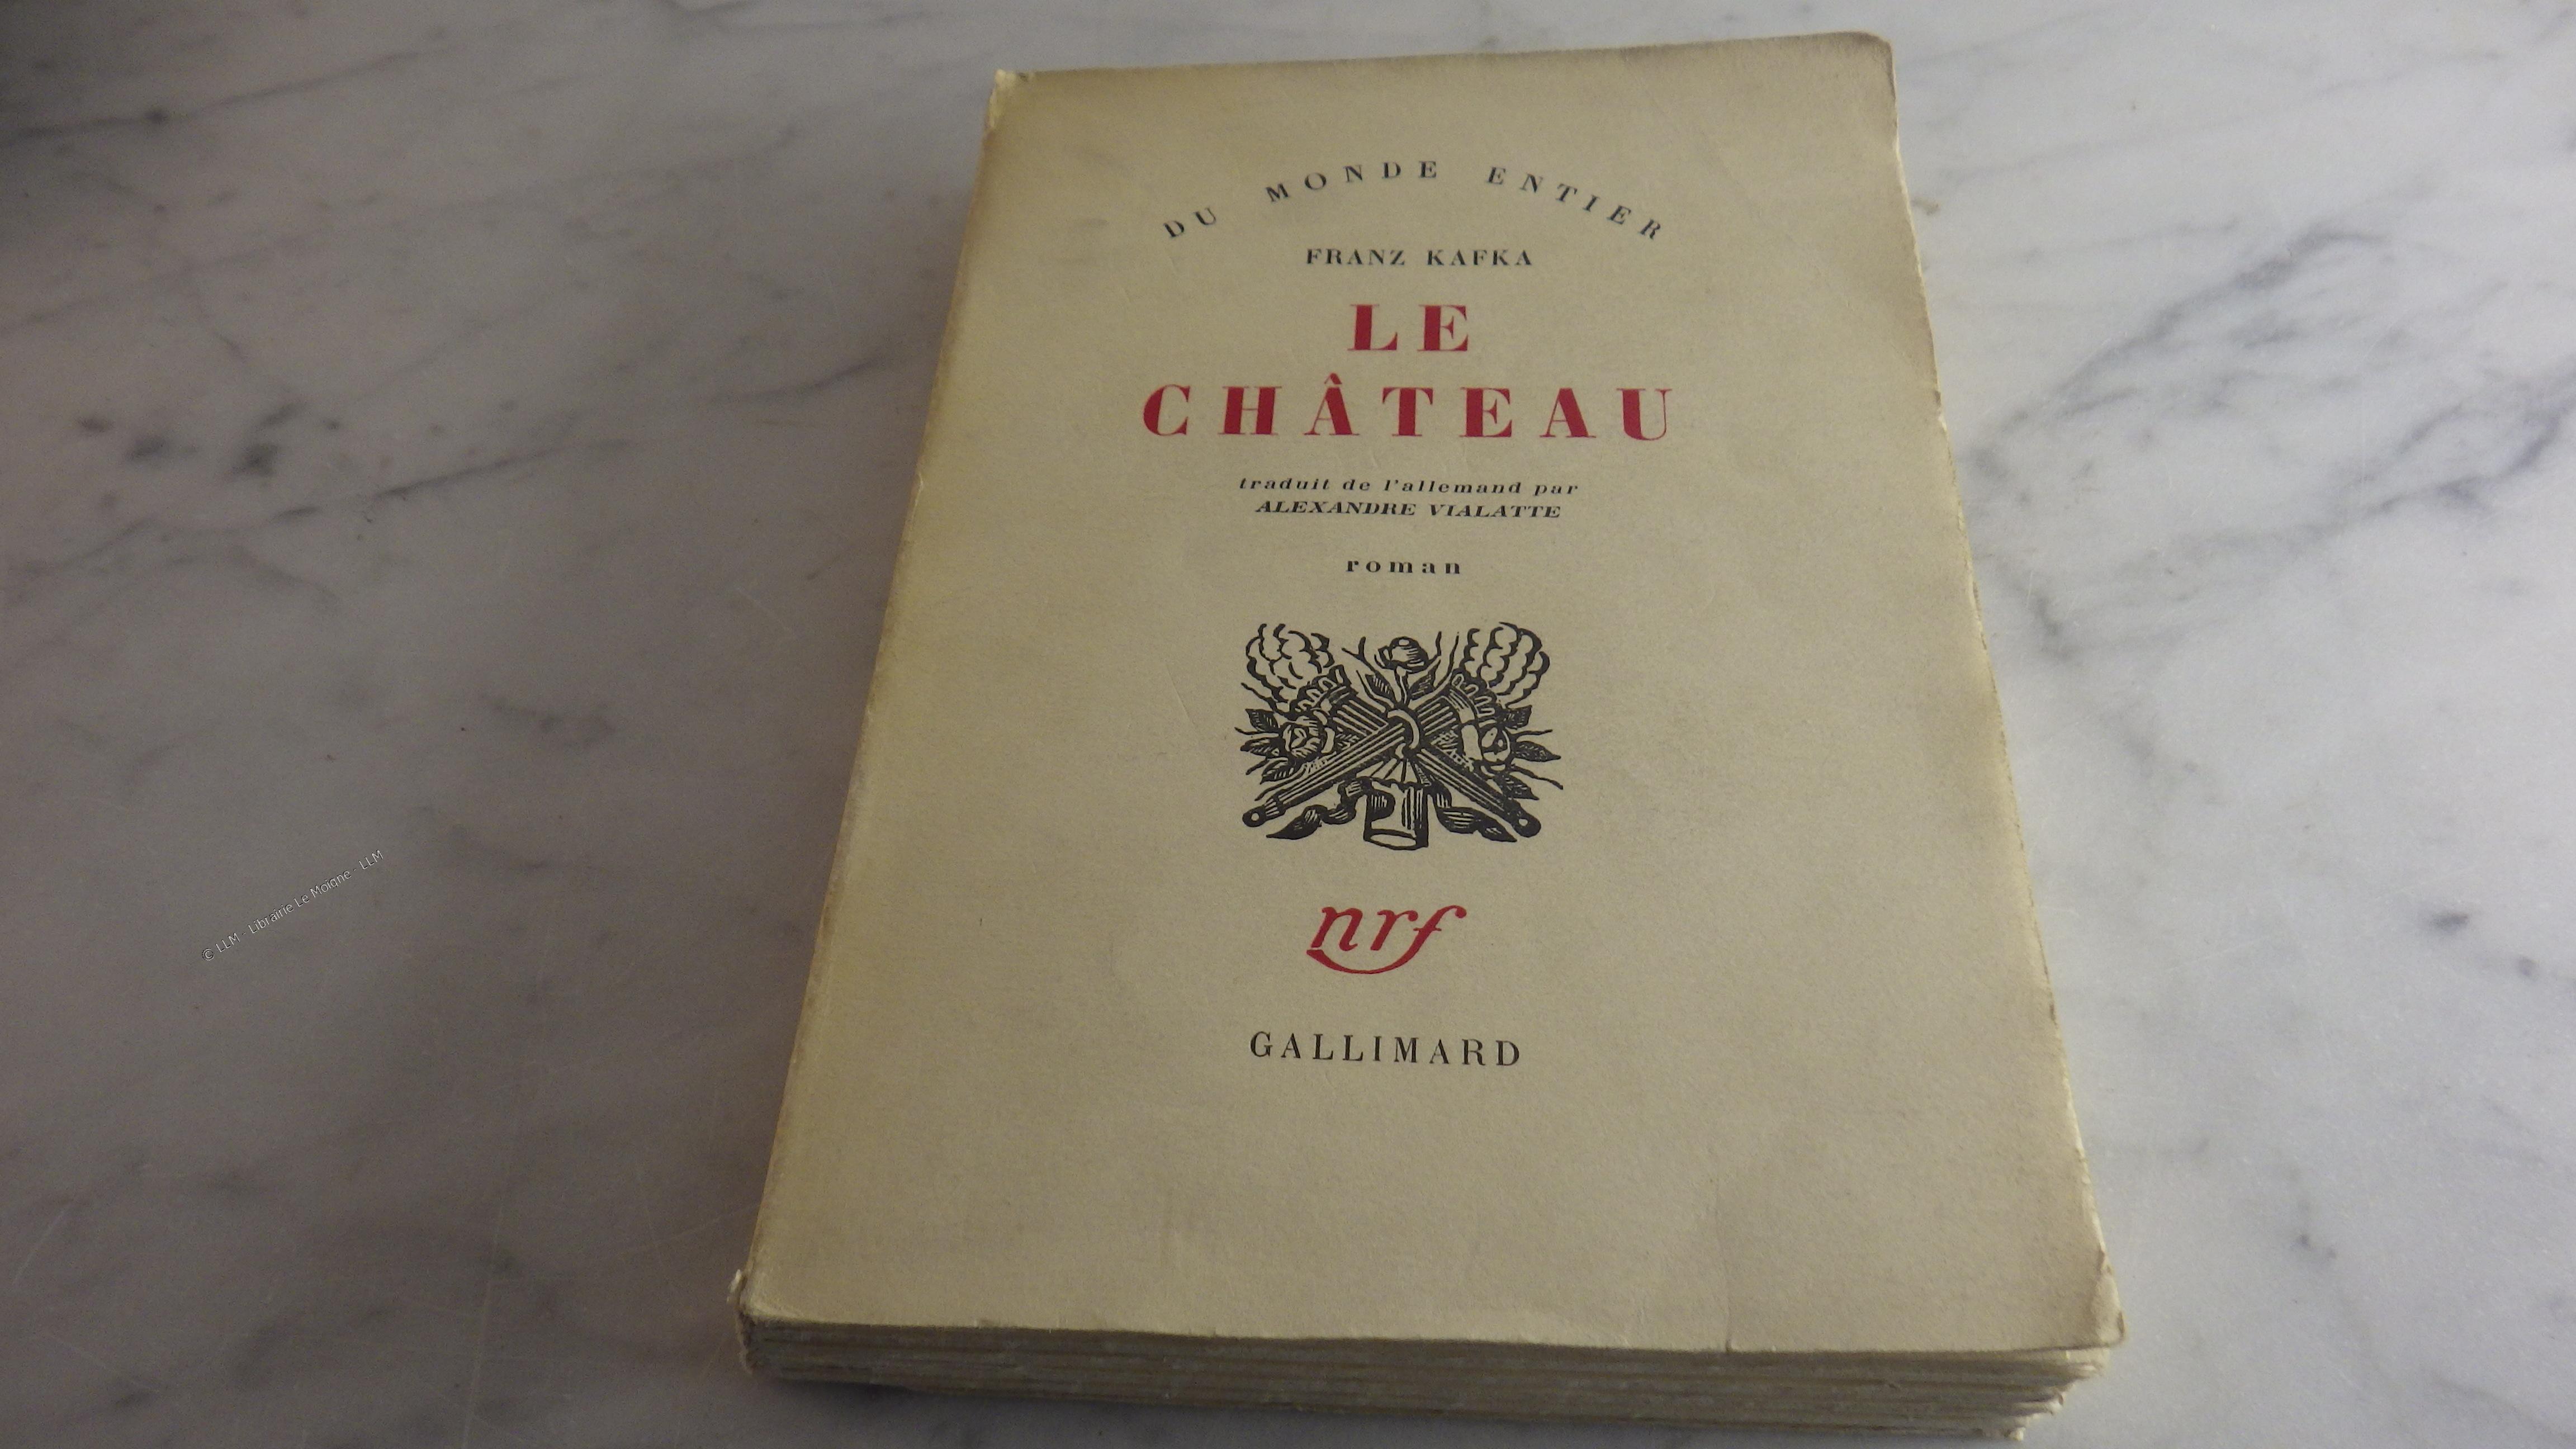 DU MONDE ENTIER
FRANZ KAFKA
LE
CHÂTEAU
traduit de l'allemand par
ALEXANDRE VIALATTE
roman
nrf
GALLIMARD
© LLM - Librairie Le Moigne - LLM